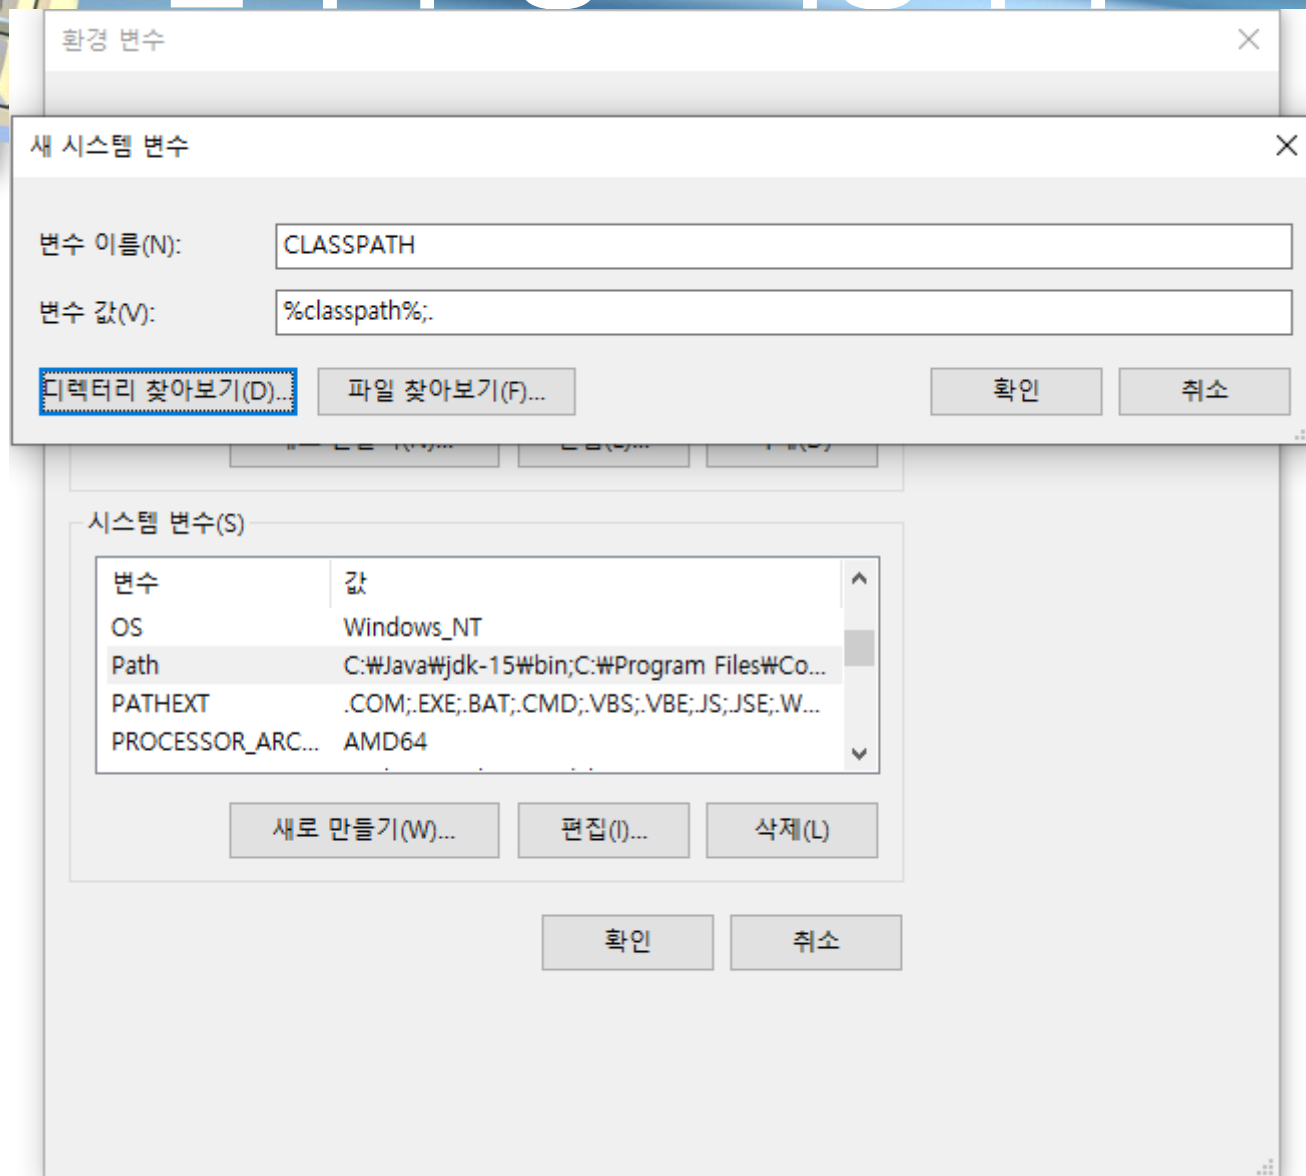 환경 변수
새 시스템 변수
변수 이름(N):
CLASSPATH
변수 값(V):
%classpath%;.
디렉터리 찾아보기(D)...
파일 찾아보기(F)...
확인
취소
시스템 변수(S)
변수 값
OS Windows_NT
Path C:₩Java₩jdk-15₩bin;C:₩Program Files₩Co...
PATHEXT .COM;.EXE;.BAT;.CMD;.VBS;.VBE;.JS;.JSE;.W...
PROCESSOR_ARC... AMD64
새로 만들기(W)...
편집(I)...
삭제(L)
확인
취소